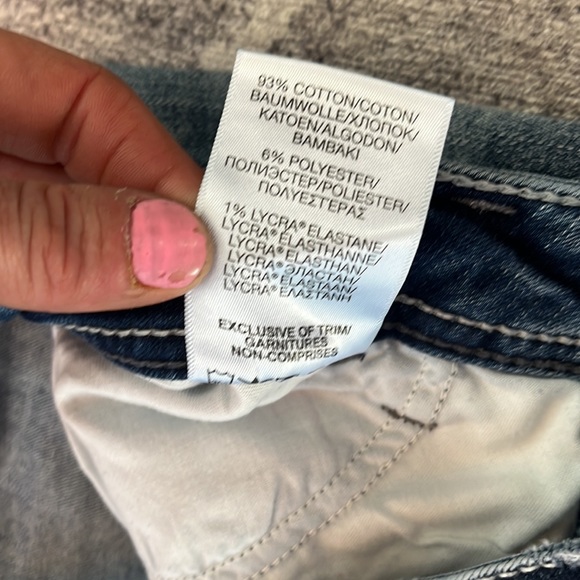 93% COTTON/COTON/
BAUMWOLLE/ХЛОПОК/
KATOEN/ALGODON/
BAMBAKI
6% POLYESTER/
ПОЛИЭСТЕР/POLIESTER/
ΠΟΛΥΕΣΤΕΡΑΣ
1% LYCRA® ELASTANE/
LYCRA® ELASTHANNE/
LYCRA® ELASTHAN/
LYCRA® ЭЛАСТАН/
LYCRA® ELASTAAN/
LYCRA® ΕΛΑΣΤΑΝΗ
EXCLUSIVE OF TRIM/
GARNITURES
NON-COMPRISES